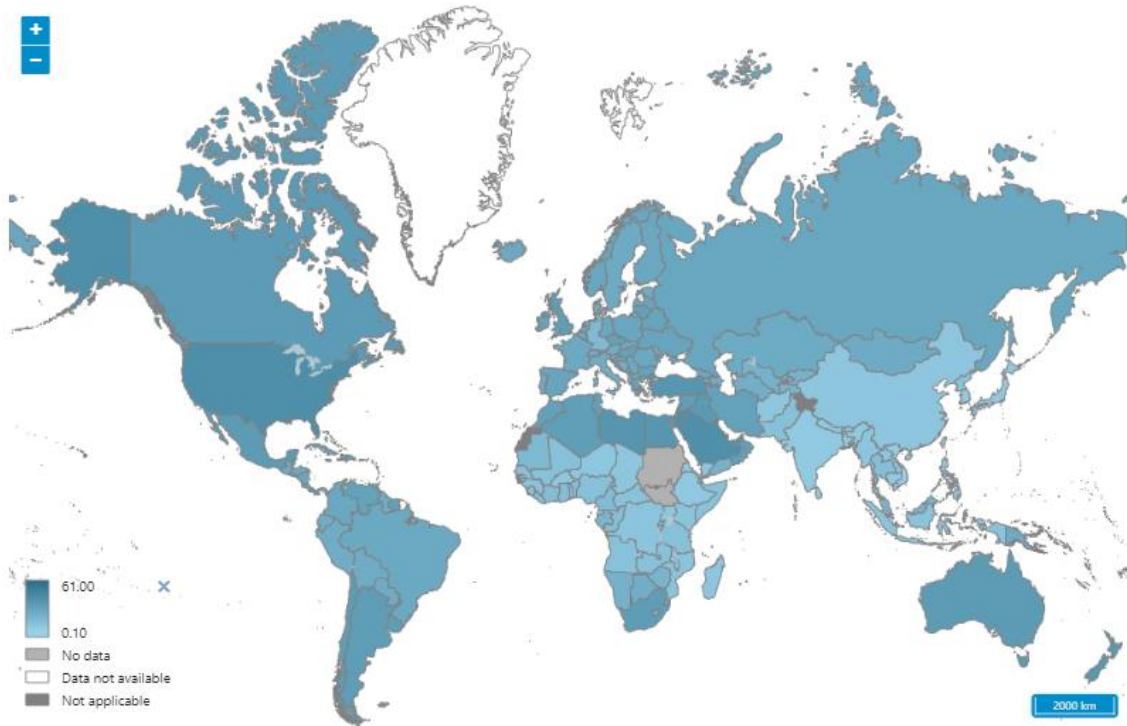 +
−
61.00
0.10
No data
Data not available
Not applicable
2000 km